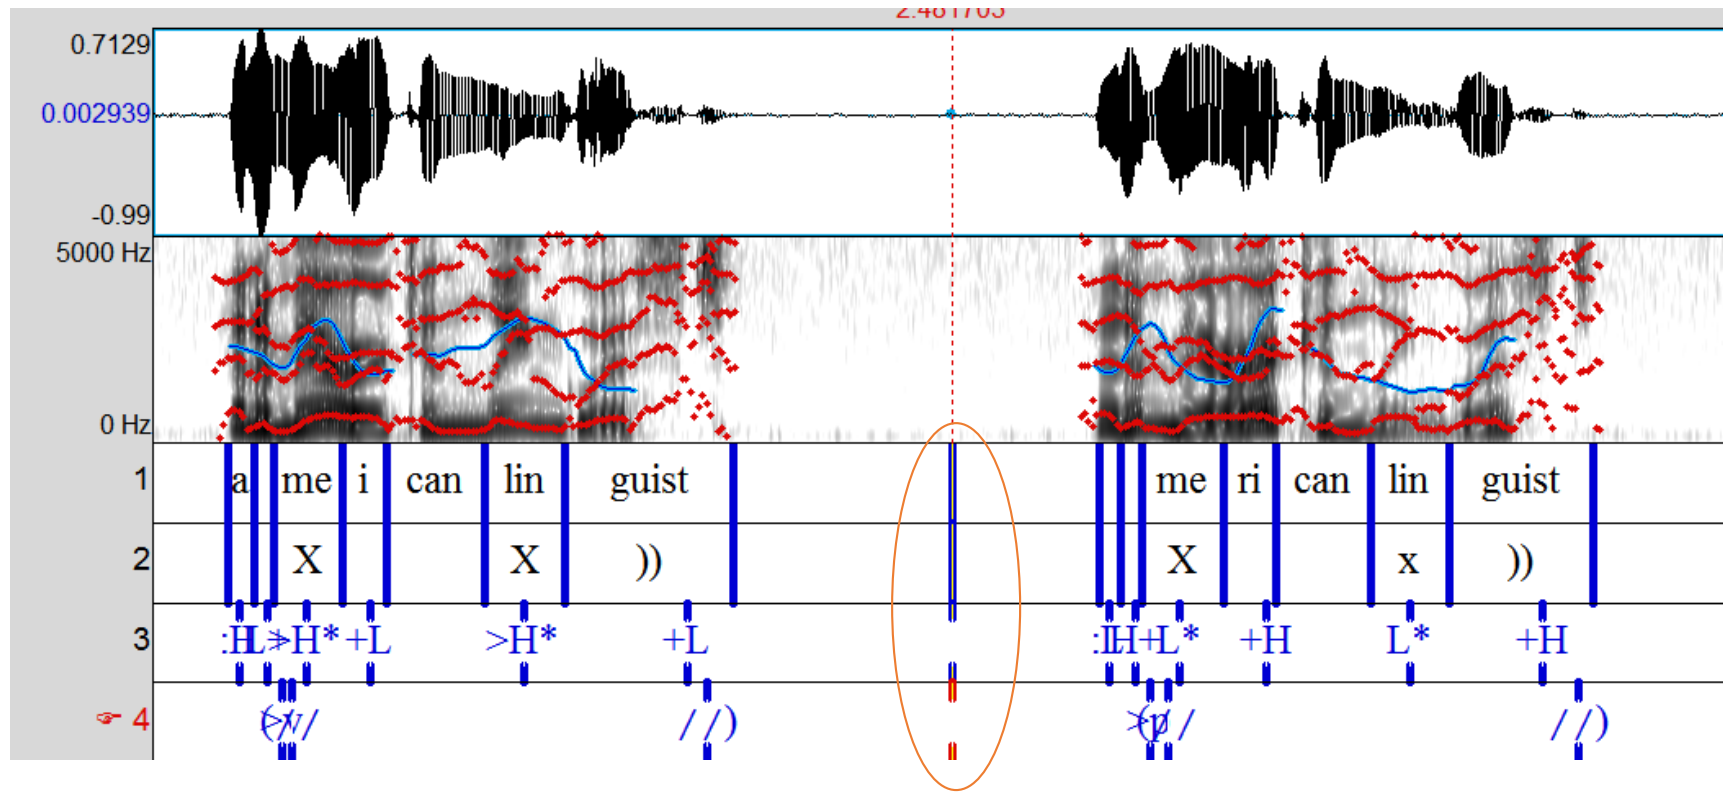 2.481705
0.7129
0.002939
-0.99
5000 Hz
0 Hz
1 a me i can lin guist me ri can lin guist
2 X X )) X x ))
3 :H L+ >H* +L >H* +L :L H+ L* +H L* +H
4 // //) // //)